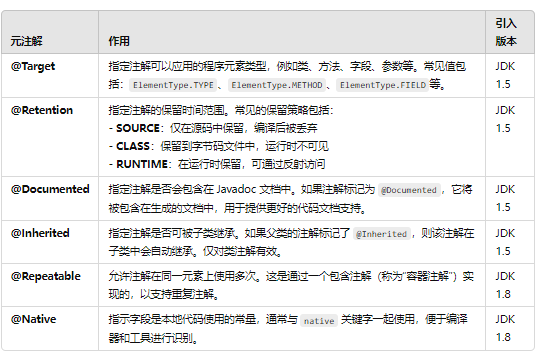 元注解 作用 引入
版本
@Target 指定注解可以应用的程序元素类型，例如类、方法、字段、参数等。常见值包
括：ElementType.TYPE、ElementType.METHOD、ElementType.FIELD等。
JDK
1.5
@Retention 指定注解的保留时间范围。常见的保留策略包括：
- SOURCE：仅在源码中保留，编译后被丢弃
- CLASS：保留到字节码文件中，运行时不可见
- RUNTIME：在运行时保留，可通过反射访问
JDK
1.5
@Documented 指定注解是否会包含在 Javadoc 文档中。如果注解标记为 @Documented，它将
被包含在生成的文档中，用于提供更好的代码文档支持。
JDK
1.5
@Inherited 指定注解是否可被子类继承。如果父类的注解标记了 @Inherited，则该注解在
子类中会自动继承。仅对类注解有效。
JDK
1.5
@Repeatable 允许注解在同一元素上使用多次。这是通过一个包含注解（称为“容器注解”）实
现的，以支持重复注解。
JDK
1.8
@Native 指示字段是本地代码使用的常量，通常与 native 关键字一起使用，便于编译
器和工具进行识别。
JDK
1.8